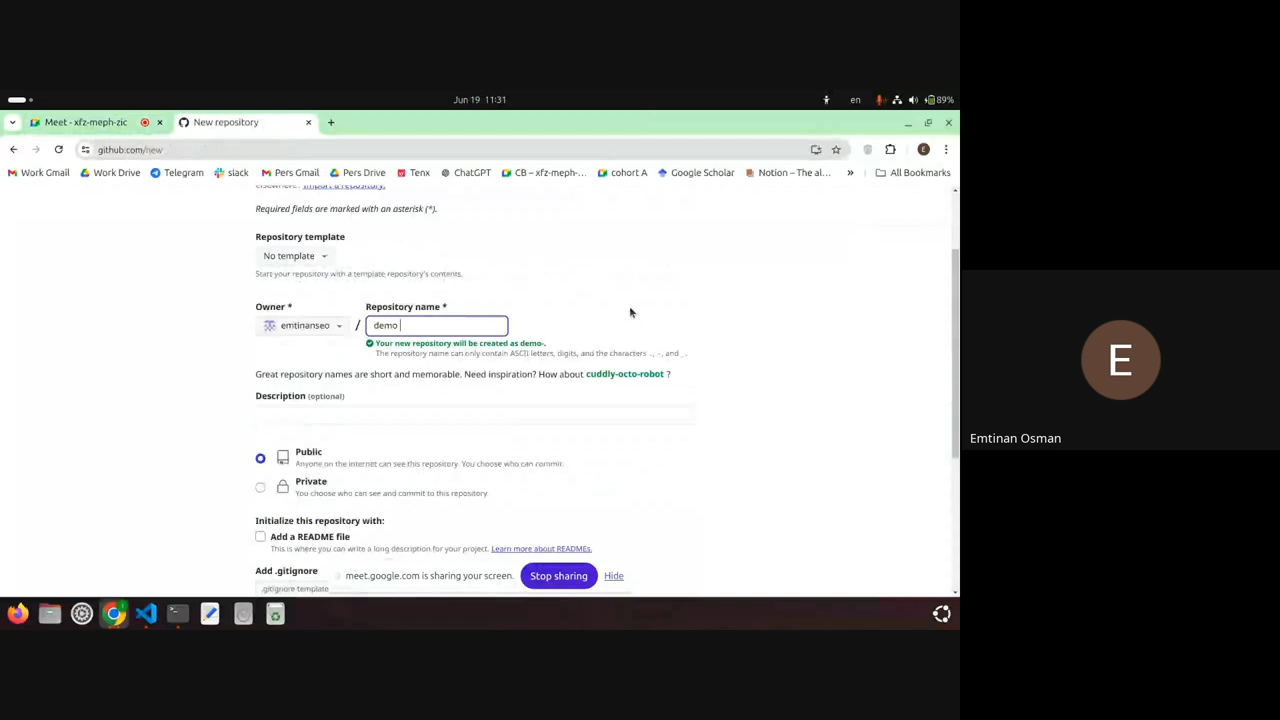 Jun 19 11:31
en
89%
Meet - xfz-meph-zic
New repository
github.com/new
E
Work Gmail
Work Drive
Telegram
slack
Pers Gmail
Pers Drive
Tenx
ChatGPT
CB – xfz-meph-...
cohort A
Google Scholar
Notion – The al...
All Bookmarks
elsewhere. Import a repository.
Required fields are marked with an asterisk (*).
Repository template
No template
Start your repository with a template repository's contents.
Owner *
Repository name *
emtinanseo
/
demo
Your new repository will be created as demo-.
The repository name can only contain ASCII letters, digits, and the characters ., -, and _.
Great repository names are short and memorable. Need inspiration? How about cuddly-octo-robot ?
Description (optional)
Public
Anyone on the internet can see this repository. You choose who can commit.
Private
You choose who can see and commit to this repository.
Initialize this repository with:
Add a README file
This is where you can write a long description for your project. Learn more about READMEs.
Add .gitignore
.gitignore template
meet.google.com is sharing your screen.
Stop sharing
Hide
E
Emtinan Osman